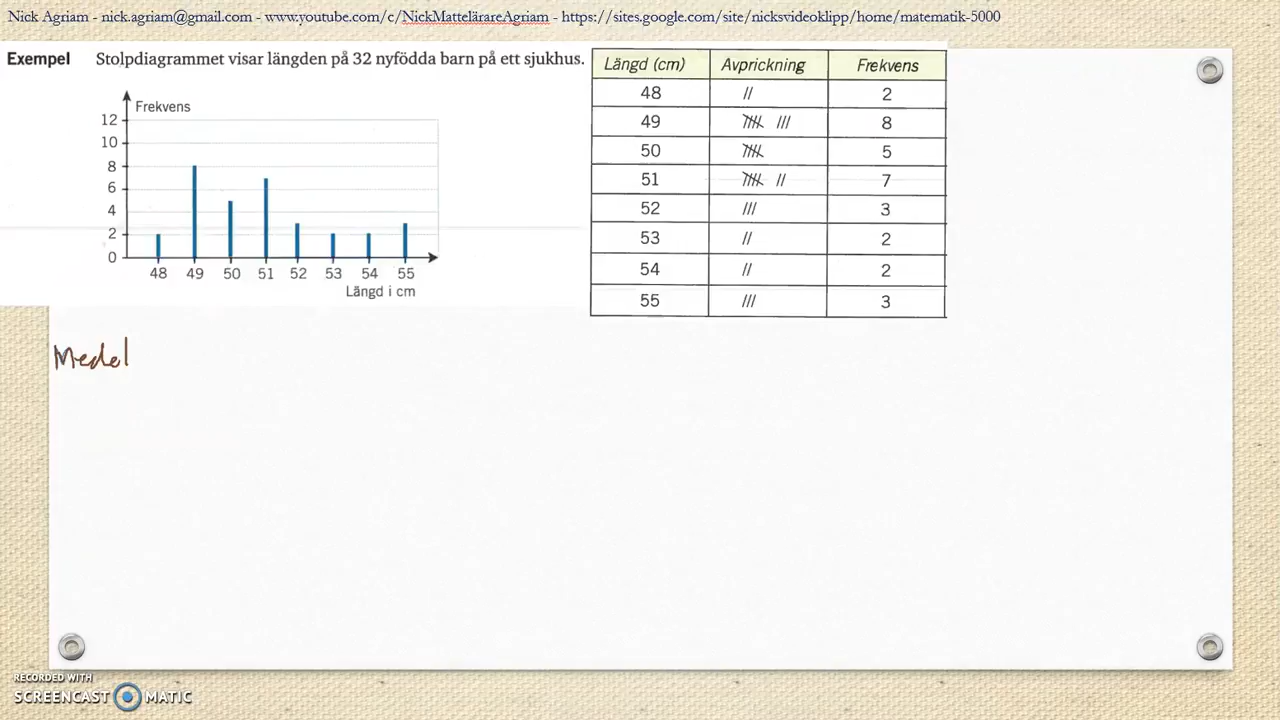 Nick Agriam - nick.agriam@gmail.com - www.youtube.com/c/NickMattelärareAgriam - https://sites.google.com/site/nicksvideoklipp/home/matematik-5000
Exempel Stolpdiagrammet visar längden på 32 nyfödda barn på ett sjukhus.
Frekvens
12
10
8
6
4
2
0
48 49 50 51 52 53 54 55
Längd i cm
Längd (cm) Avprickning Frekvens
48 // 2
49 //// /// 8
50 //// 5
51 //// // 7
52 /// 3
53 // 2
54 // 2
55 /// 3
Medel
RECORDED WITH
SCREENCAST MATIC